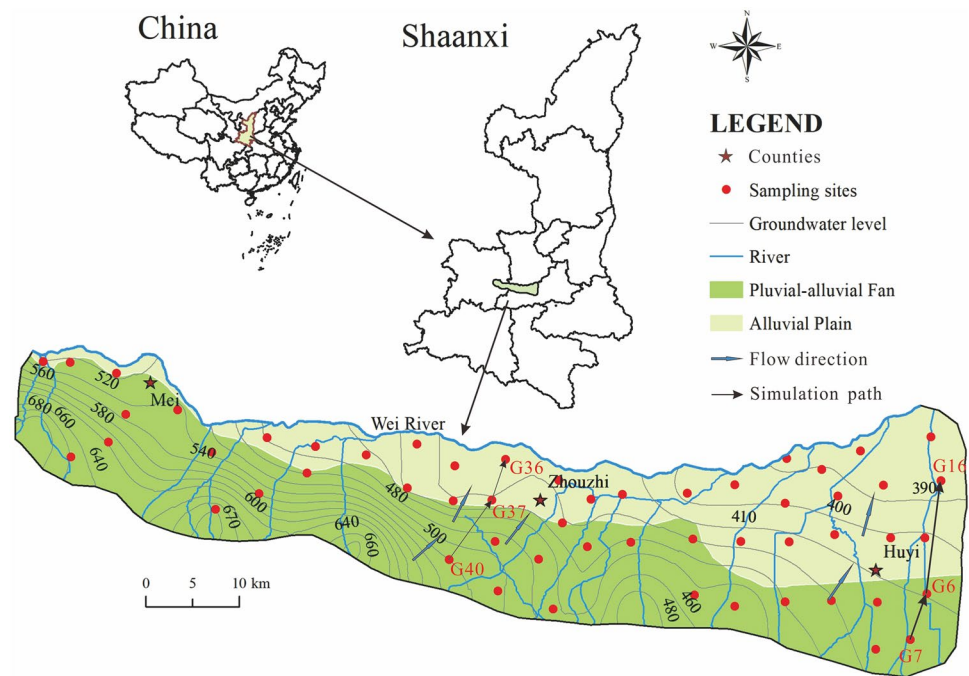 China
Shaanxi
N
W
E
S
LEGEND
Counties
Sampling sites
Groundwater level
River
Pluvial-alluvial Fan
Alluvial Plain
Flow direction
Simulation path
560
520
Mei
680
660
580
640
540
600
670
640
660
Wei River
480
500
G36
G37
G40
Zhouzhi
410
400
390
G16
Huyi
G6
G7
460
480
0 5 10 km